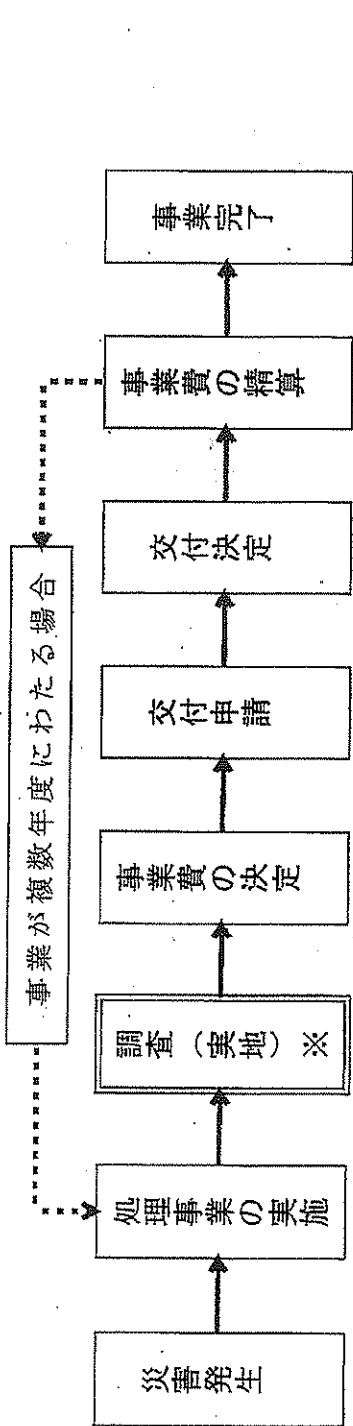 事業が複数年度にわたる場合
災害発生
処理事業の実施
調査（実地）※
事業費の決定
交付申請
交付決定
事業費の精算
事業完了